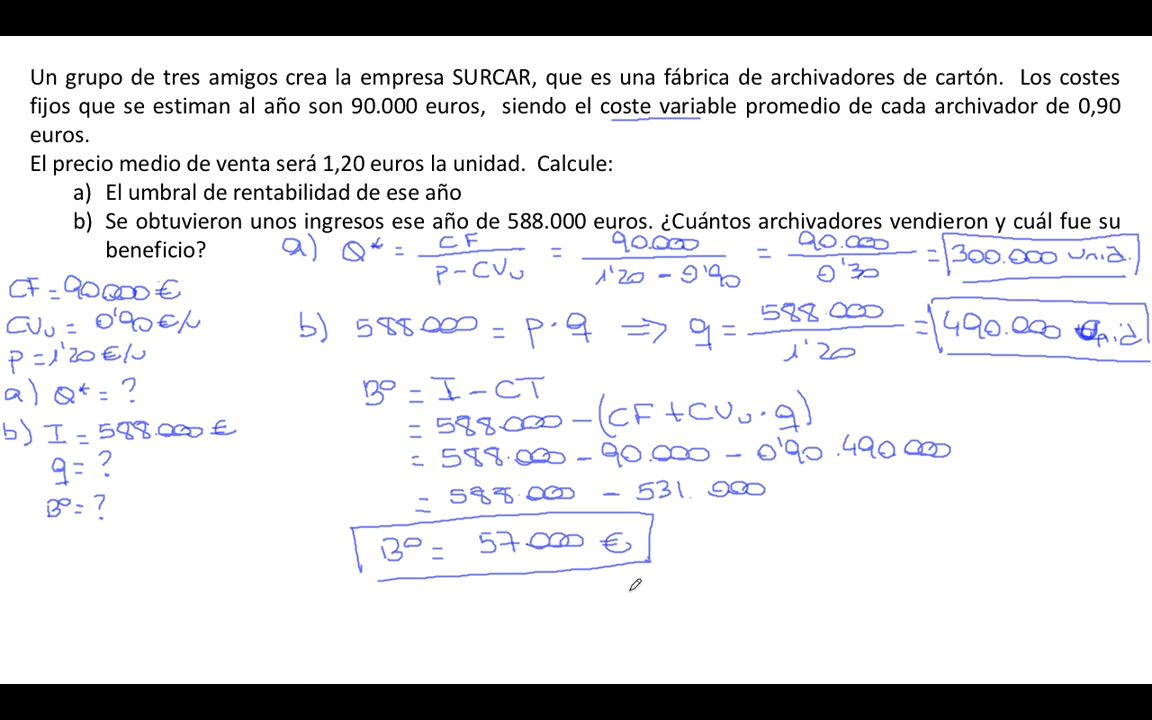 Un grupo de tres amigos crea la empresa SURCAR, que es una fábrica de archivadores de cartón. Los costes
fijos que se estiman al año son 90.000 euros, siendo el coste variable promedio de cada archivador de 0,90
euros.
El precio medio de venta será 1,20 euros la unidad. Calcule:
a) El umbral de rentabilidad de ese año
b) Se obtuvieron unos ingresos ese año de 588.000 euros. ¿Cuántos archivadores vendieron y cuál fue su
beneficio?
a) Q* = CF / P - CVu = 90.000 / 1'20 - 0'90 = 90.000 / 0'30 = 300.000 unid.
CF = 90.000 €
CVu = 0'90 €/u
P = 1'20 €/u
a) Q* = ?
b) I = 588.000 €
q = ?
Bº = ?
b) 588.000 = P · q ⇒ q = 588.000 / 1'20 = 490.000 unid
Bº = I - CT
= 588.000 - (CF + CVu · q)
= 588.000 - 90.000 - 0'90 . 490.000
= 588.000 - 531.000
Bº = 57.000 €